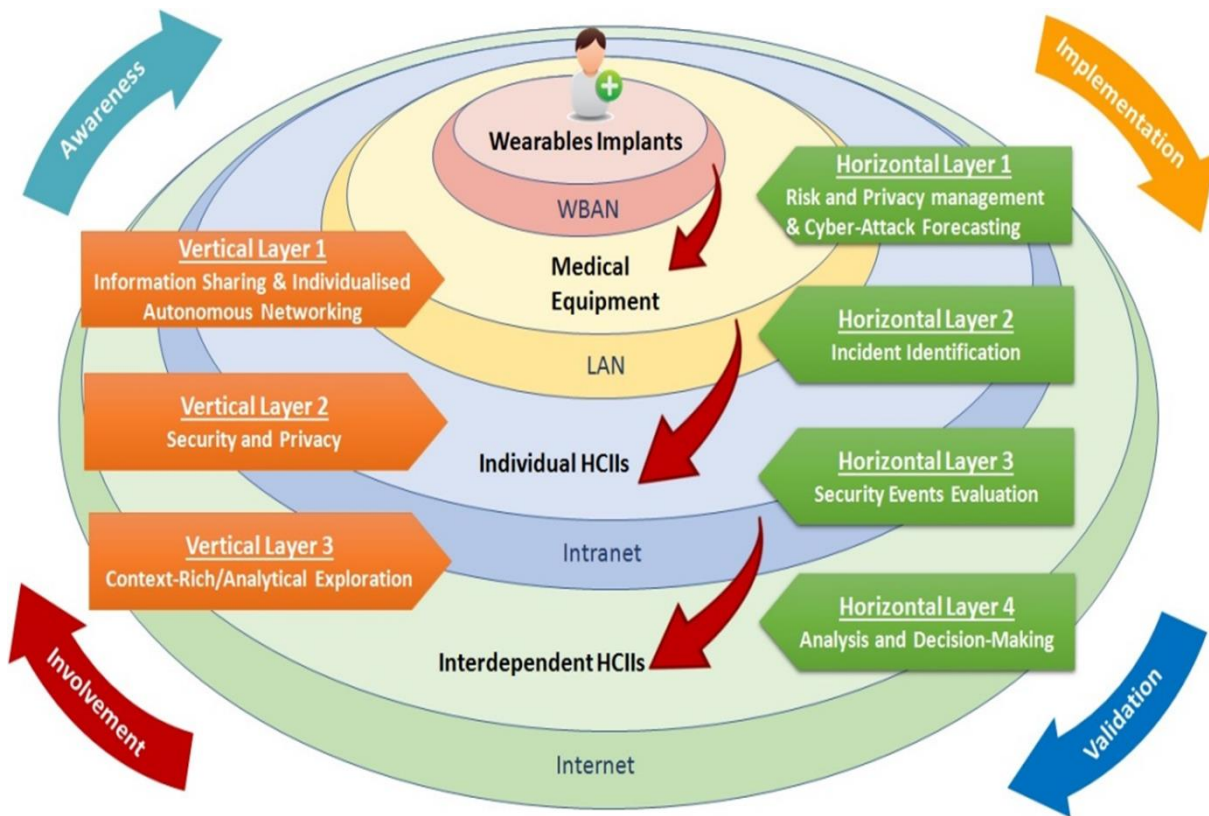 Awareness
Implementation
Wearables Implants
WBAN
Horizontal Layer 1
Risk and Privacy management
& Cyber-Attack Forecasting
Vertical Layer 1
Information Sharing & Individualised
Autonomous Networking
Medical
Equipment
LAN
Horizontal Layer 2
Incident Identification
Vertical Layer 2
Security and Privacy
Individual HCIIs
Horizontal Layer 3
Security Events Evaluation
Vertical Layer 3
Context-Rich/Analytical Exploration
Intranet
Horizontal Layer 4
Analysis and Decision-Making
Interdependent HCIIs
Internet
Involvement
Validation